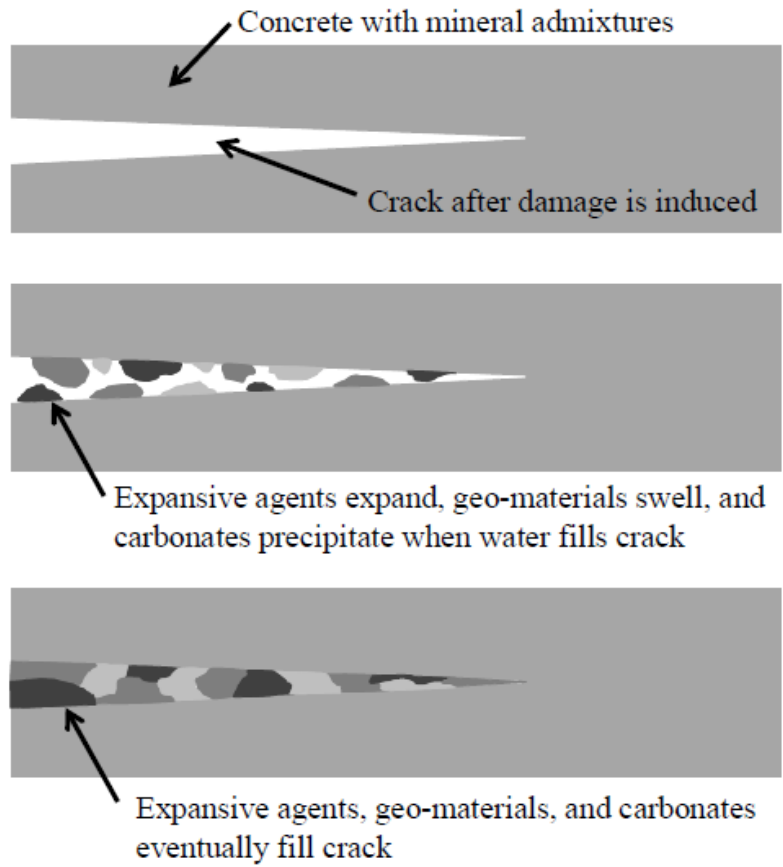 Concrete with mineral admixtures
Crack after damage is induced
Expansive agents expand, geo-materials swell, and
carbonates precipitate when water fills crack
Expansive agents, geo-materials, and carbonates
eventually fill crack